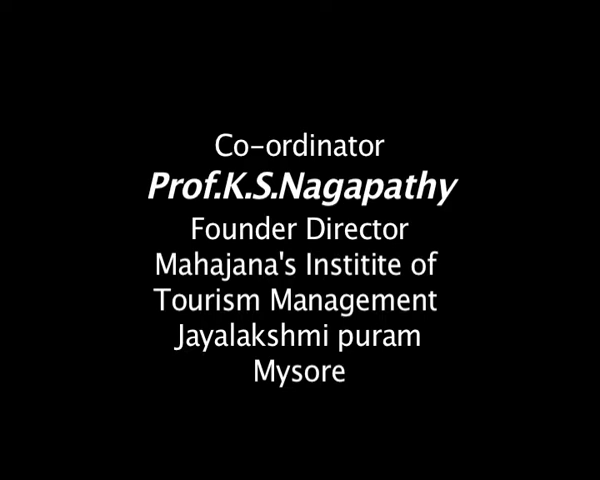 Co-ordinator
Prof.K.S.Nagapathy
Founder Director
Mahajana's Institite of
Tourism Management
Jayalakshmi puram
Mysore